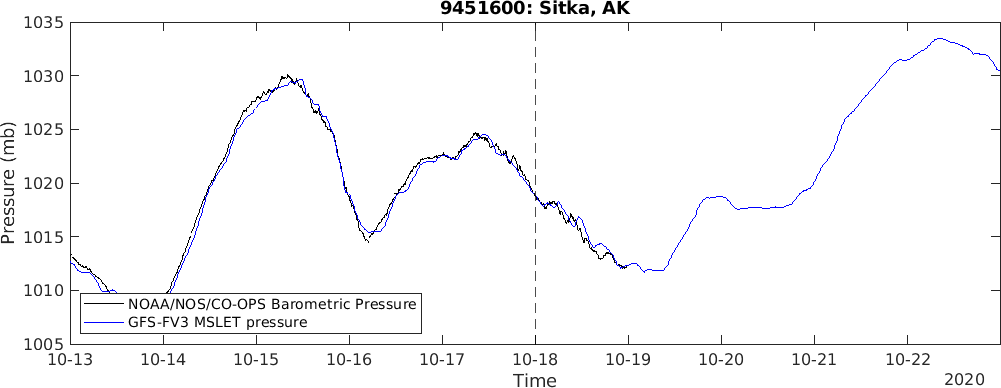 9451600: Sitka, AK
Pressure (mb)
1035
1030
1025
1020
1015
1010
1005
NOAA/NOS/CO-OPS Barometric Pressure
GFS-FV3 MSLET pressure
10-13 10-14 10-15 10-16 10-17 10-18 10-19 10-20 10-21 10-22
Time
2020